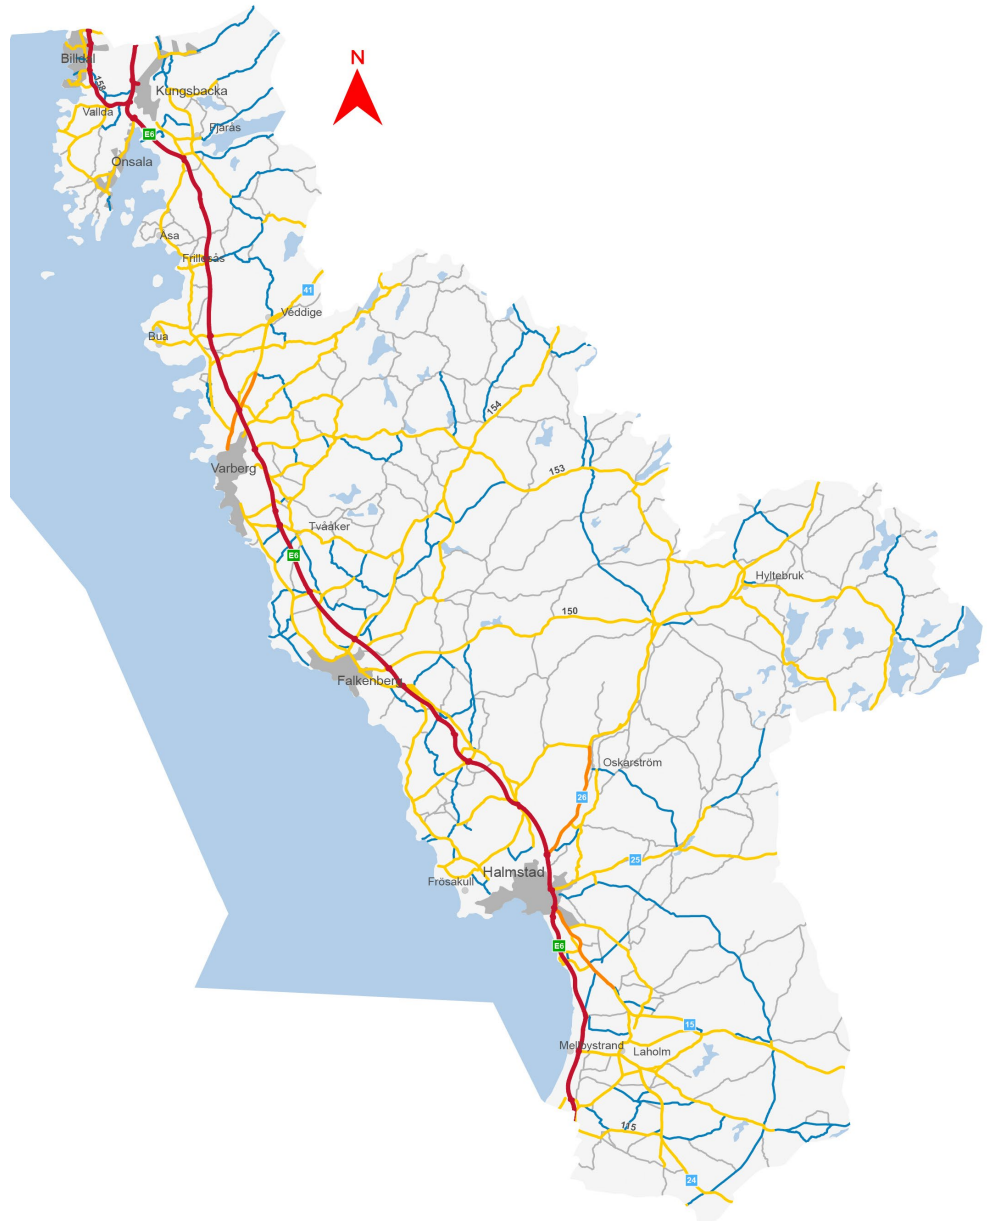 N
Billdal
158
Kungsbacka
Vallda
Fjärås
E6
Onsala
Åsa
Frillesås
41
Veddige
Bua
154
Varberg
153
Tvååker
E6
Hyltebruk
150
Falkenberg
Oskarström
26
25
Halmstad
Frösakull
E6
15
Mellbystrand
Laholm
115
24